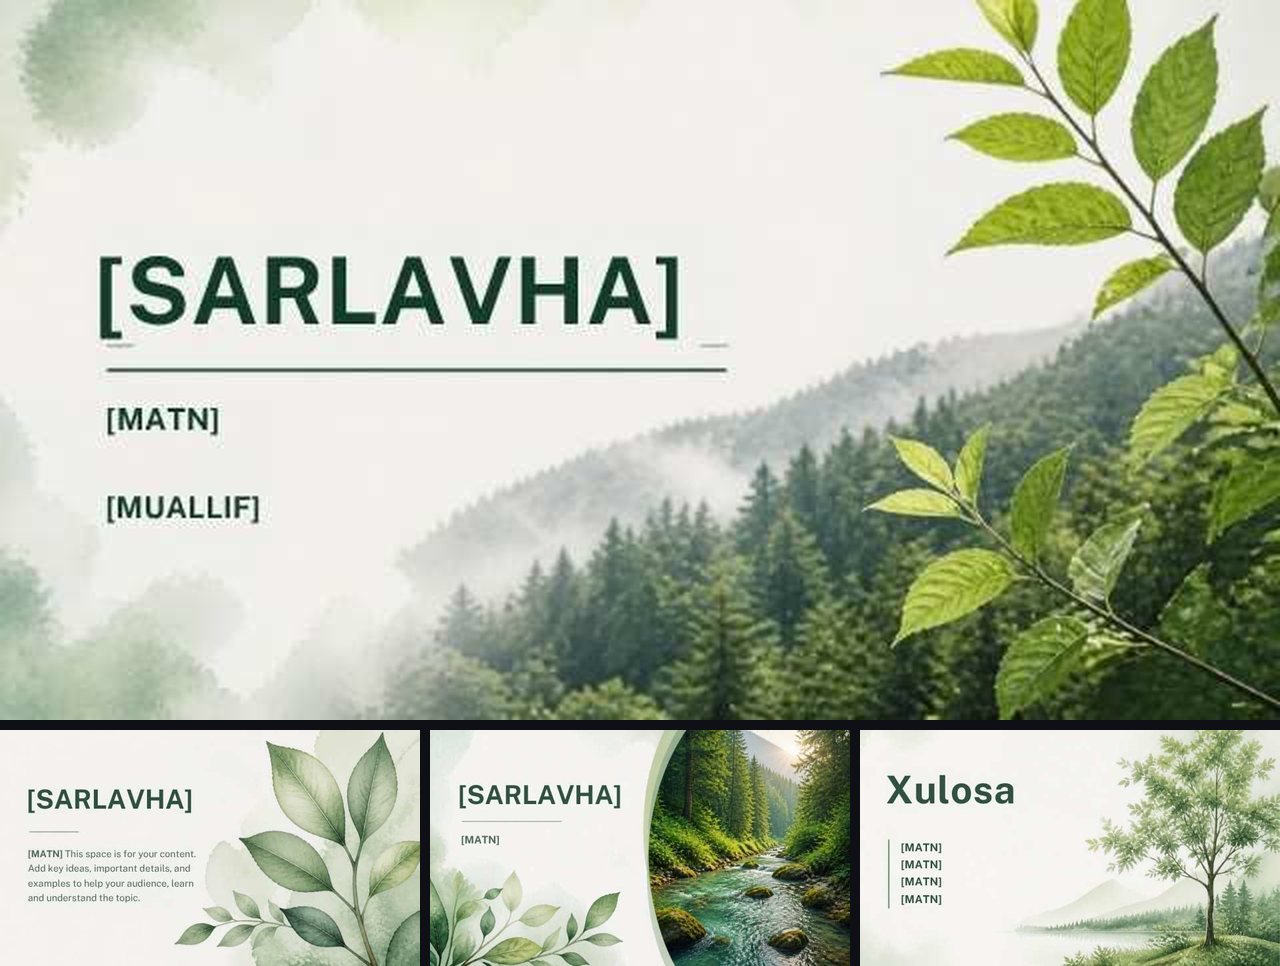 [SARLAVHA]
[MATN]
[MUALLIF]
[SARLAVHA]
[MATN] This space is for your content.
Add key ideas, important details, and
examples to help your audience, learn
and understand the topic.
[SARLAVHA]
[MATN]
Xulosa
[MATN]
[MATN]
[MATN]
[MATN]